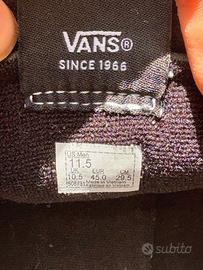 VANS®
SINCE 1966
US Men
11.5
UK EUR CM
10.5 45.0 29.5
Made in Vietnam
subito